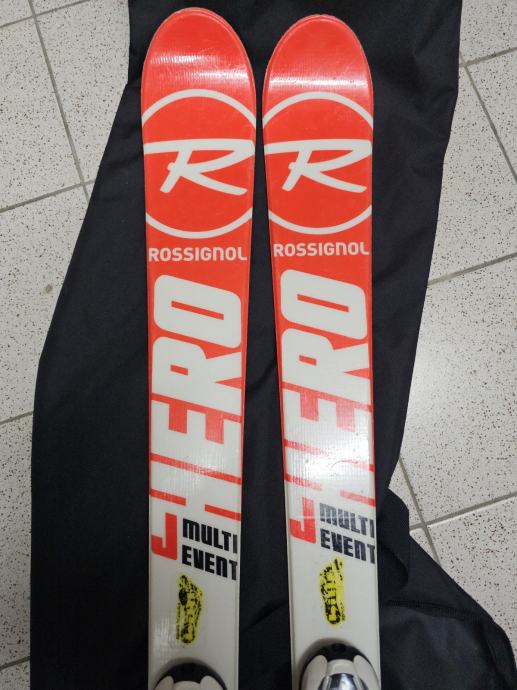 R
ROSSIGNOL
HERO
MULTI
EVENT
R
ROSSIGNOL
HERO
MULTI
EVENT